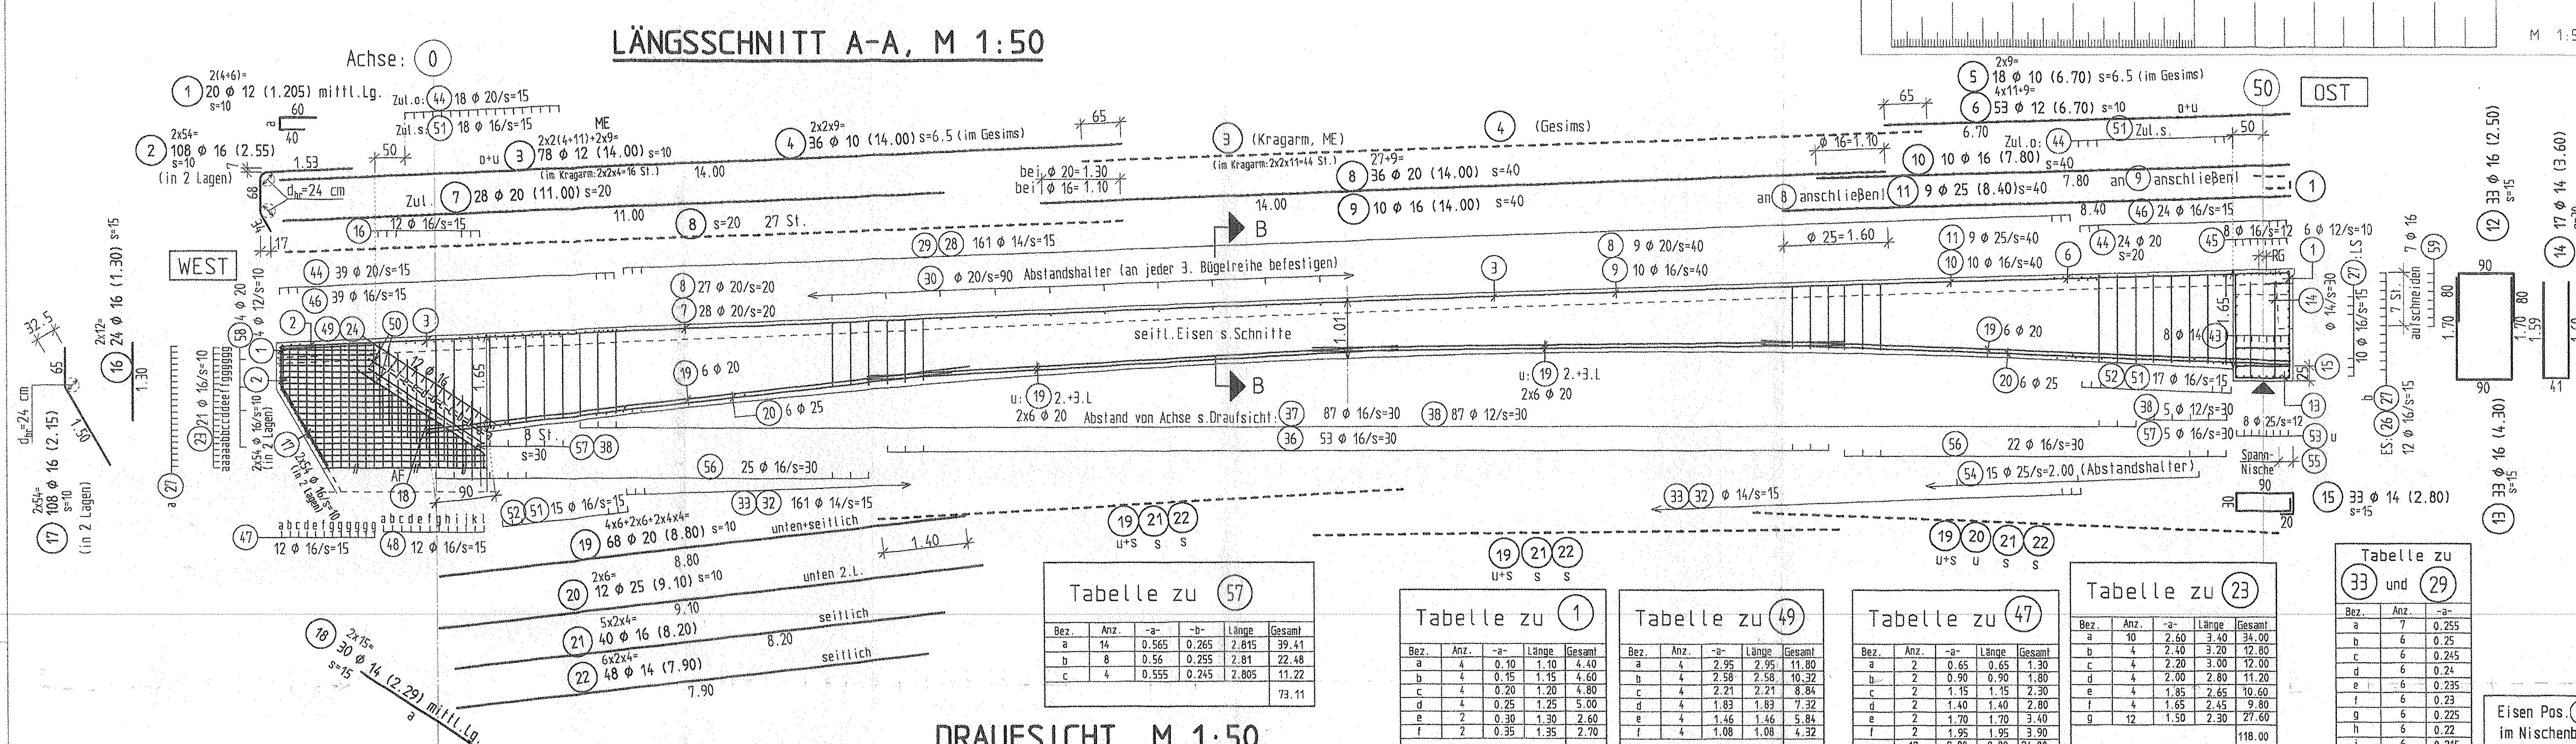 LÄNGSSCHNITT A-A, M 1:50
Achse: 0
M 1:5
2(4+6)=
1 20 ϕ 12 (1.205) mittl.Lg.
s=10
60
a
40
Zul.o: 44 18 ϕ 20/s=15
Zul.s: 51 18 ϕ 16/s=15
2x54=
2 108 ϕ 16 (2.55)
s=10
(in 2 Lagen)
7
1.53
50
68
dbr=24 cm
34
17
ME
2x2(4+11)+2x9=
o+u 3 78 ϕ 12 (14.00) s=10
(im Kragarm:2x2x4=16 St.)
14.00
2x2x9=
4 36 ϕ 10 (14.00) s=6.5 (im Gesims)
65
3 (Kragarm, ME)
(im Kragarm:2x2x11=44 St.)
4 (Gesims)
2x9=
5 18 ϕ 10 (6.70) s=6.5 (im Gesims)
4x11+9=
6 53 ϕ 12 (6.70) s=10 o+u
65
6.70
50
OST
51 Zul.s.
Zul.o: 44
50
Zul. 7 28 ϕ 20 (11.00) s=20
11.00
16 12 ϕ 16/s=15
8 s=20 27 St.
bei ϕ 20=1.30
bei ϕ 16=1.10
27+9=
8 36 ϕ 20 (14.00) s=40
14.00
9 10 ϕ 16 (14.00) s=40
ϕ 16=1.10
10 10 ϕ 16 (7.80) s=40
7.80
an 9 anschließen!
an 8 anschließen! 11 9 ϕ 25 (8.40) s=40
8.40
1
46 24 ϕ 16/s=15
WEST
44 39 ϕ 20/s=15
46 39 ϕ 16/s=15
29 28 161 ϕ 14/s=15
30 ϕ 20/s=90 Abstandshalter (an jeder 3. Bügelreihe befestigen)
B
8 9 ϕ 20/s=40
9 10 ϕ 16/s=40
3
ϕ 25=1.60
11 9 ϕ 25/s=40
10 10 ϕ 16/s=40
6
44 24 ϕ 20
s=20
45 8 ϕ 16/s=12
6 ϕ 12/s=10
1
RG
8 27 ϕ 20/s=20
7 28 ϕ 20/s=20
2 49 24 50 3
58 4 ϕ 20
4 ϕ 12/s=10
1
2
12 ϕ 16
1.65
seitl.Eisen s.Schnitte
1.01
19 6 ϕ 20
20 6 ϕ 25
u: 19 2.+3.L
2x6 ϕ 20
B
u: 19 2.+3.L
2x6 ϕ 20
19 6 ϕ 20
20 6 ϕ 25
8 ϕ 14 43
1.65
25
14
ϕ 14/s=30
15
10 ϕ 16/s=15 27 :LS
7 St.
aufschneiden
7 ϕ 16
59
12 33 ϕ 16 (2.50)
s=15
90
80
80
1.70
1.70
90
14 17 ϕ 14 (3.60)
1.59
41
13
52 51 17 ϕ 16/s=15
38 5 ϕ 12/s=30
57 5 ϕ 16/s=30
8 ϕ 25/s=12
53 u
Spann-
Nische
55
b
ES: 26 27
12 ϕ 16/s=15
13 33 ϕ 16 (4.30)
s=15
32.5
65
1.50
dbr=24 cm
2x54=
17 108 ϕ 16 (2.15)
s=10
(in 2 Lagen)
2x12=
16 24 ϕ 16 (1.30) s=15
1.30
a 27
23 21 ϕ 16/s=10
2x54 ϕ 16/s=10
(in 2 Lagen)
17 2x54 ϕ 16/s=10
(in 2 Lagen)
AF
18
90
8 St.
s=30
57 38
Abstand von Achse s.Draufsicht: 37 87 ϕ 16/s=30 38 87 ϕ 12/s=30
36 53 ϕ 16/s=30
56 25 ϕ 16/s=30
56 22 ϕ 16/s=30
54 15 ϕ 25/s=2.00 (Abstandshalter)
33 32 161 ϕ 14/s=15
33 32 ϕ 14/s=15
52 51 15 ϕ 16/s=15
a b c d e f g g g g g g
47 12 ϕ 16/s=15
a b c d e f g h i j k l
48 12 ϕ 16/s=15
90
30
20
15 33 ϕ 14 (2.80)
s=15
4x6+2x6+2x4x4=
19 68 ϕ 20 (8.80) s=10 unten+seitlich
8.80
1.40
19 21 22
u+s s s
19 21 22
u+s s s
19 20 21 22
u+s u s s
2x6=
20 12 ϕ 25 (9.10) s=10 unten 2.L.
9.10
5x2x4=
21 40 ϕ 16 (8.20) seitlich
8.20
6x2x4=
22 48 ϕ 14 (7.90) seitlich
7.90
2x15=
18 30 ϕ 14 (2.29) mittl.Lg.
s=15
a
Tabelle zu 57
Bez. Anz. -a- -b- Länge Gesamt
a 14 0.565 0.265 2.815 39.41
b 8 0.56 0.255 2.81 22.48
c 4 0.555 0.245 2.805 11.22
73.11
Tabelle zu 1
Bez. Anz. -a- Länge Gesamt
a 4 0.10 1.10 4.40
b 4 0.15 1.15 4.60
c 4 0.20 1.20 4.80
d 4 0.25 1.25 5.00
e 2 0.30 1.30 2.60
f 2 0.35 1.35 2.70
Tabelle zu 49
Bez. Anz. -a- Länge Gesamt
a 4 2.95 2.95 11.80
b 4 2.58 2.58 10.32
c 4 2.21 2.21 8.84
d 4 1.83 1.83 7.32
e 4 1.46 1.46 5.84
f 4 1.08 1.08 4.32
Tabelle zu 47
Bez. Anz. -a- Länge Gesamt
a 2 0.65 0.65 1.30
b 2 0.90 0.90 1.80
c 2 1.15 1.15 2.30
d 2 1.40 1.40 2.80
e 2 1.70 1.70 3.40
f 2 1.95 1.95 3.90
Tabelle zu 23
Bez. Anz. -a- Länge Gesamt
a 10 2.60 3.40 34.00
b 4 2.40 3.20 12.80
c 4 2.20 3.00 12.00
d 4 2.00 2.80 11.20
e 4 1.85 2.65 10.60
f 4 1.65 2.45 9.80
g 12 1.50 2.30 27.60
118.00
Tabelle zu
33 und 29
Bez. Anz. -a-
a 7 0.255
b 6 0.25
c 6 0.245
d 6 0.24
e 6 0.235
f 6 0.23
g 6 0.225
h 6 0.22
Eisen Pos.
im Nischen
DRAUFSICHT, M 1:50